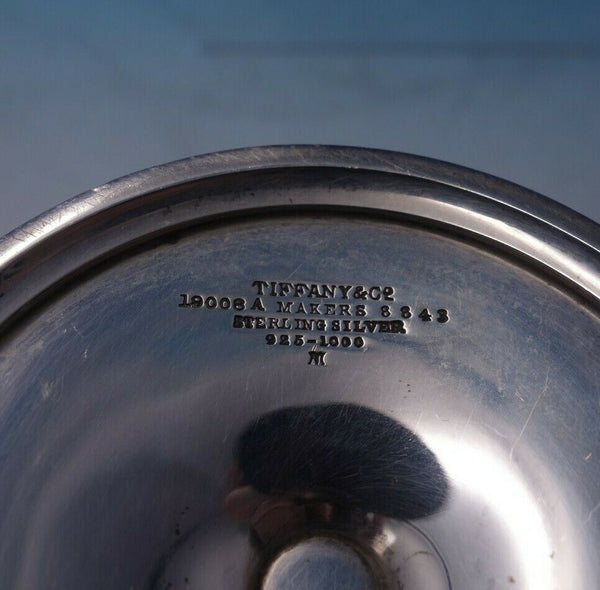 TIFFANY & Co
19008A MAKERS 8843
STERLING SILVER
925-1000
M